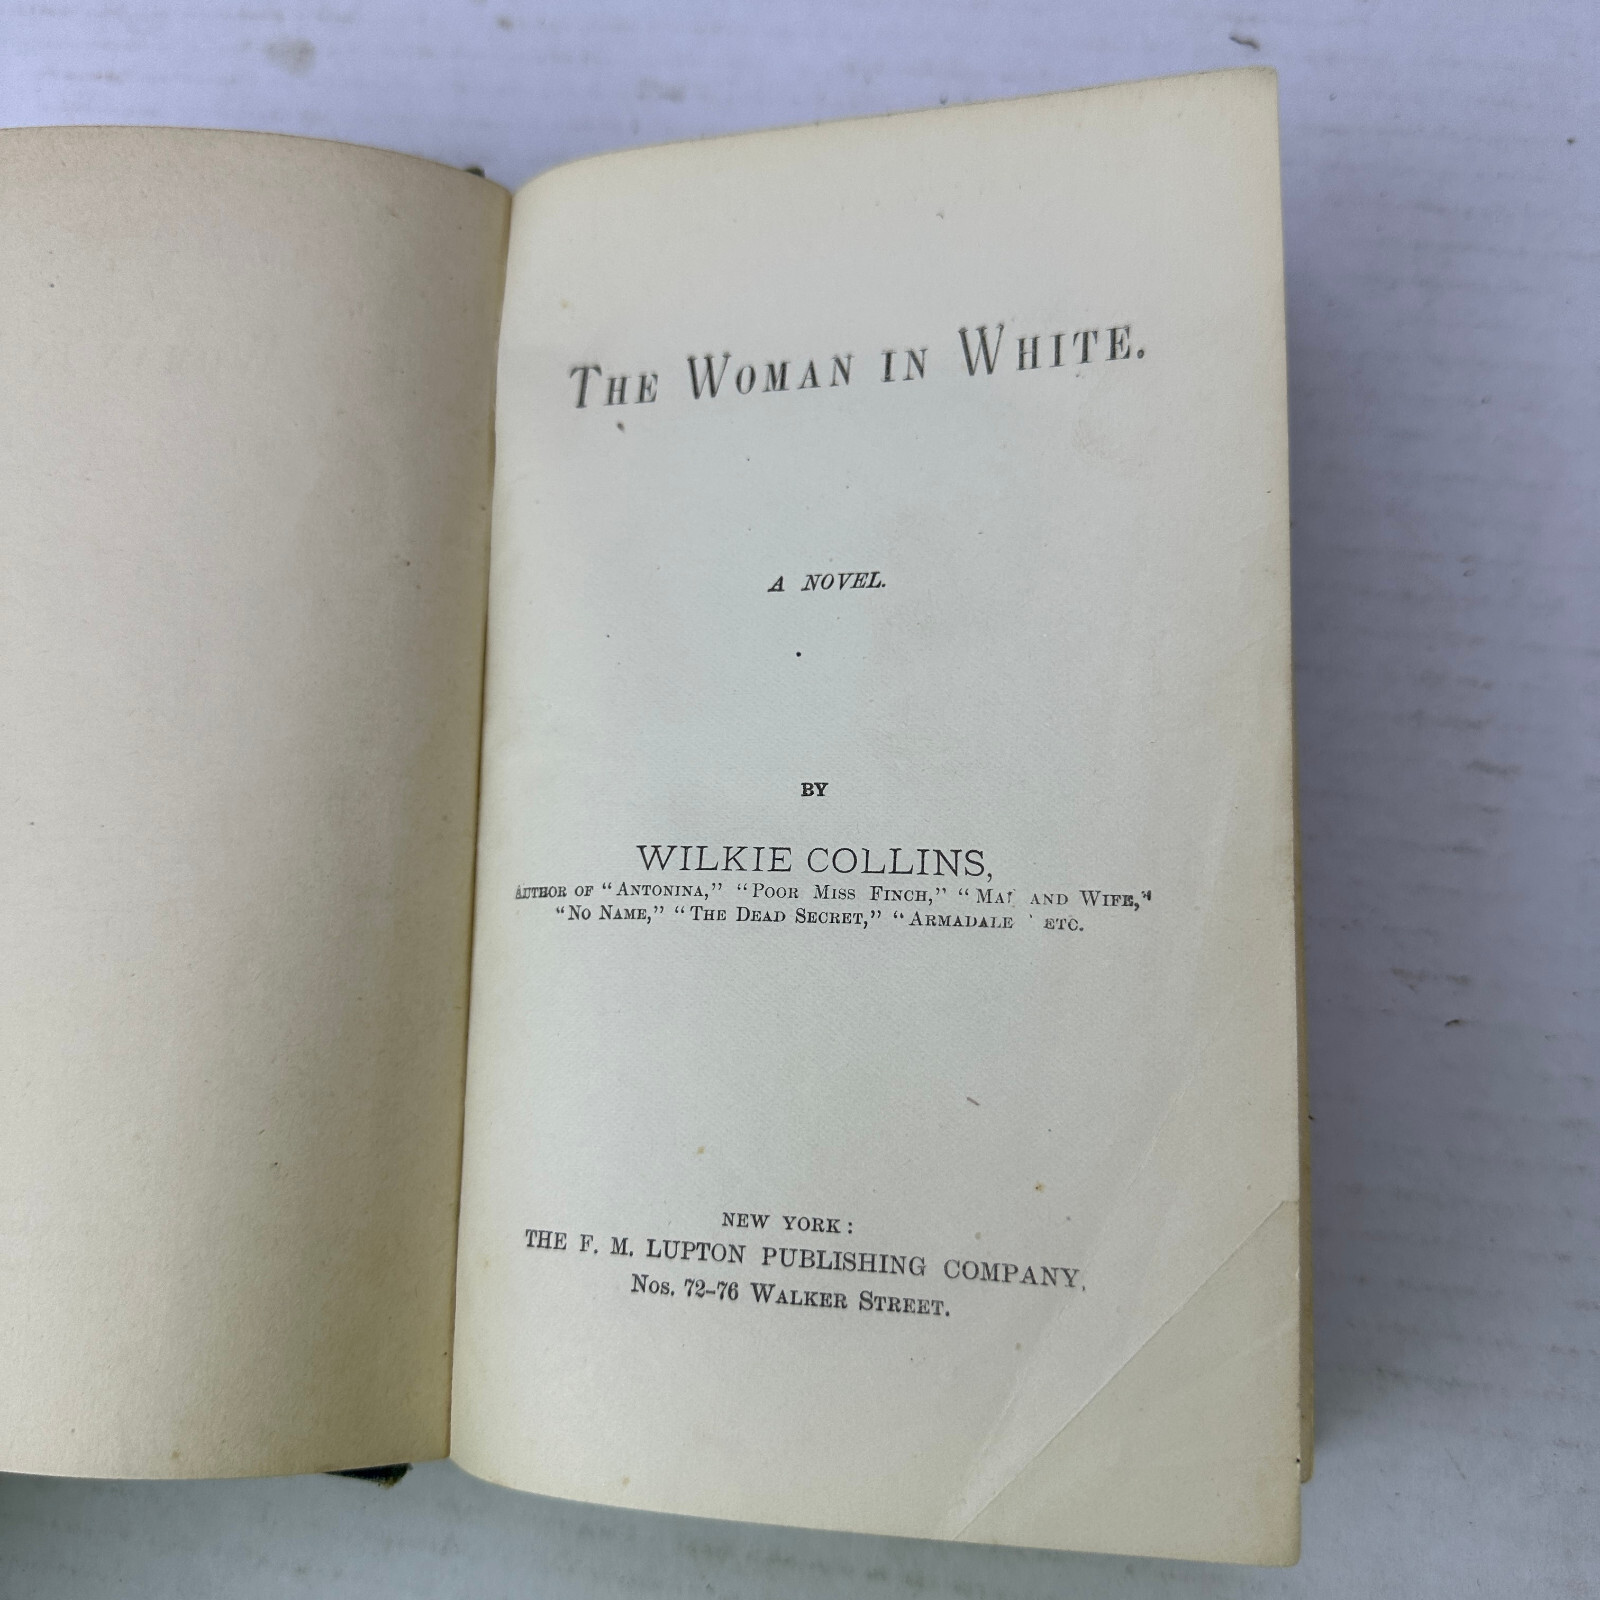 THE WOMAN IN WHITE.
A NOVEL.
BY
WILKIE COLLINS,
AUTHOR OF "ANTONINA," "POOR MISS FINCH," "MAN AND WIFE,"
"NO NAME," "THE DEAD SECRET," "ARMADALE ' ETC.
NEW YORK:
THE F. M. LUPTON PUBLISHING COMPANY,
Nos. 72–76 WALKER STREET.